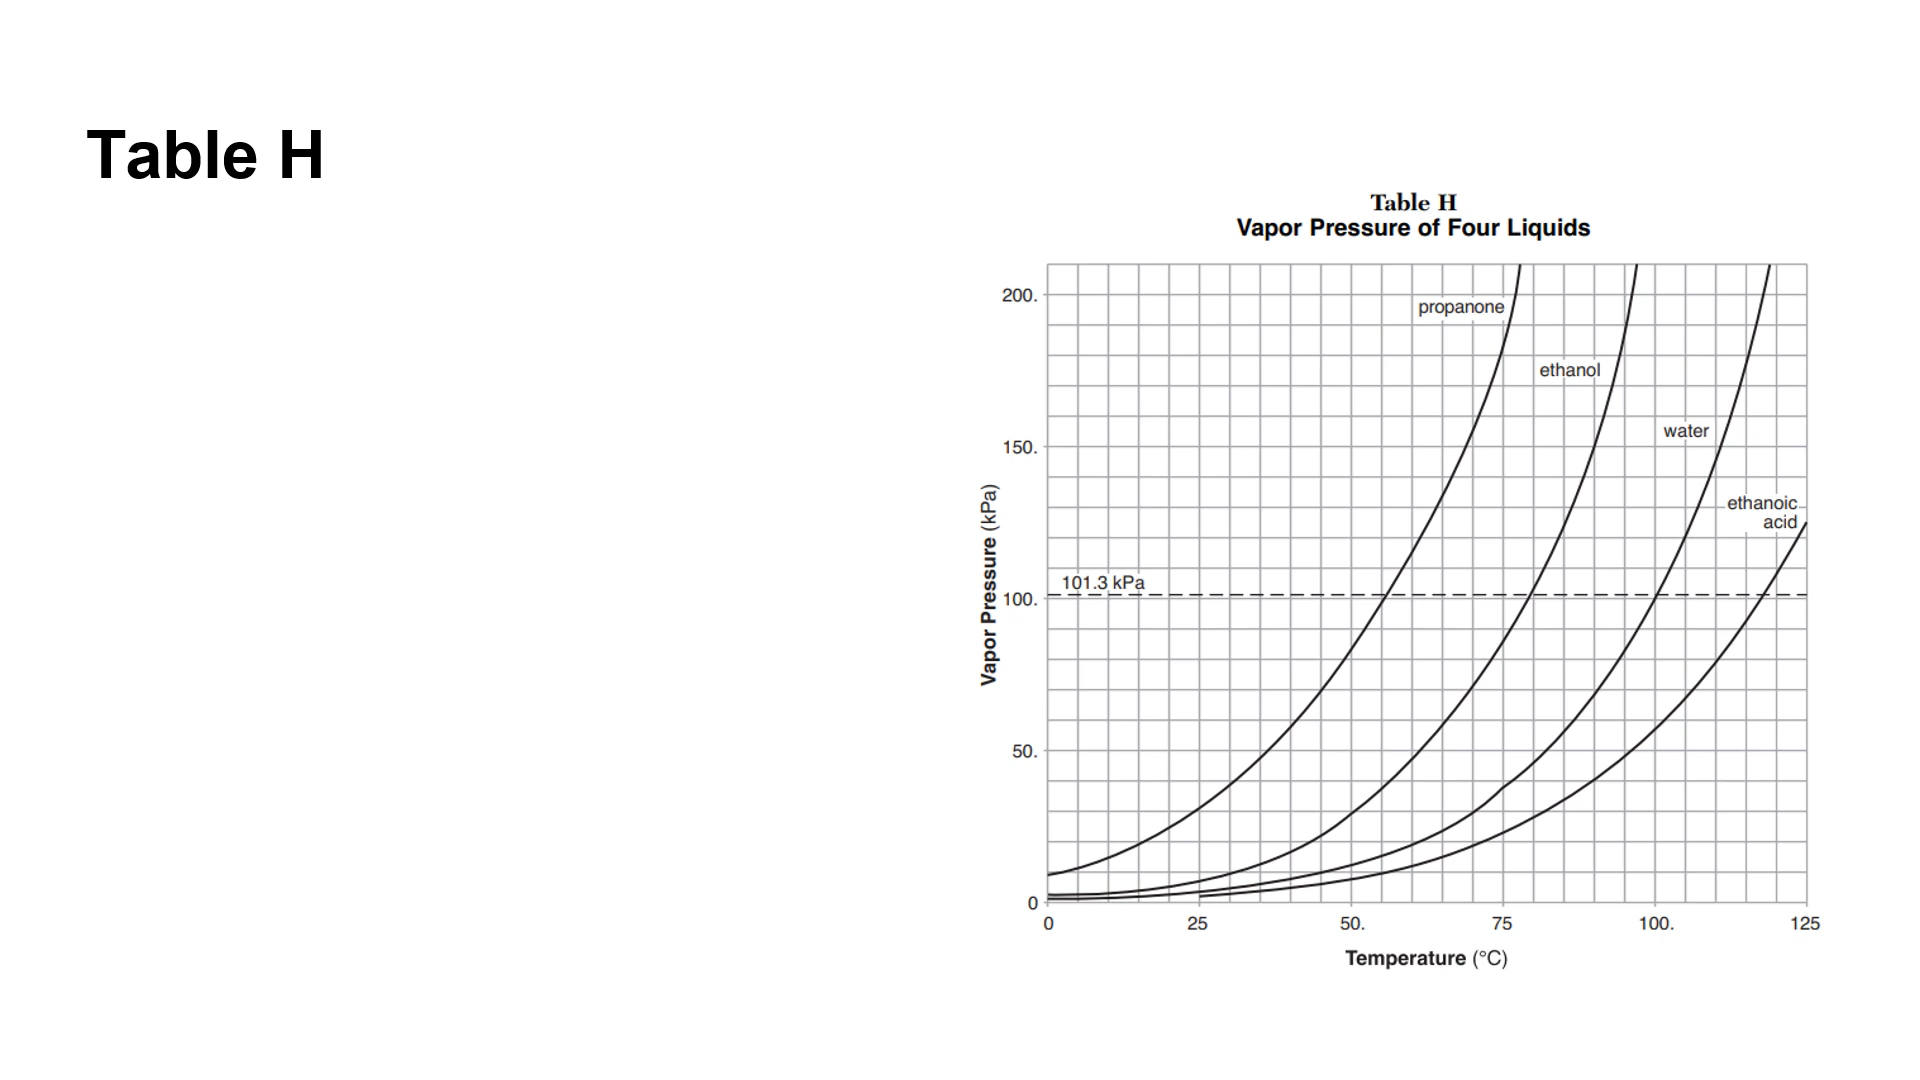 Table H
Table H
Vapor Pressure of Four Liquids
200.
propanone
ethanol
150.
water
ethanoic
acid
101.3 kPa
100.
Vapor Pressure (kPa)
50.
0
0 25 50. 75 100. 125
Temperature (°C)